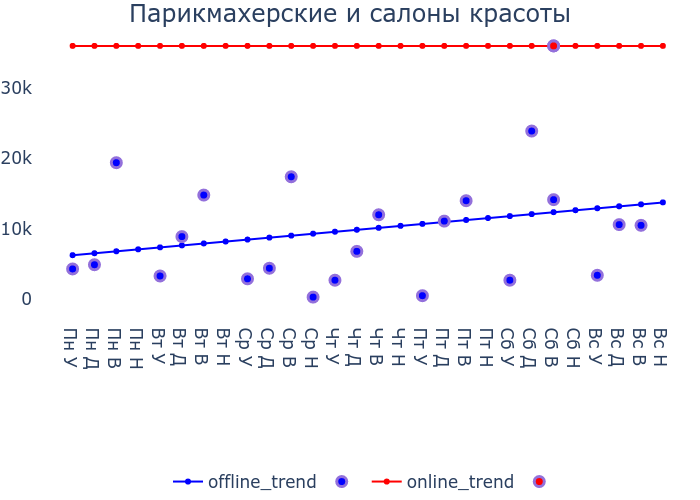 Парикмахерские и салоны красоты
30k
20k
10k
0
Пн У
Пн Д
Пн В
Пн Н
Вт У
Вт Д
Вт В
Вт Н
Ср У
Ср Д
Ср В
Ср Н
Чт У
Чт Д
Чт В
Чт Н
Пт У
Пт Д
Пт В
Пт Н
Сб У
Сб Д
Сб В
Сб Н
Вс У
Вс Д
Вс В
Вс Н
offline_trend
online_trend